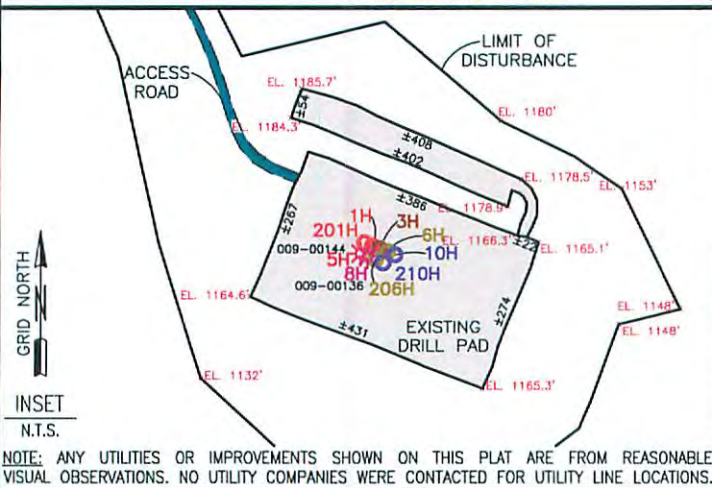 LIMIT OF
DISTURBANCE
ACCESS
ROAD
EL. 1185.7'
±54
EL. 1180'
EL. 1184.3'
±408
±402
EL. 1178.5'
EL. 1153'
±386
EL. 1178.9'
±267
1H
3H
201H
6H
EL. 1166.3'
±22
EL. 1165.1'
009-00144
5H
10H
8H
210H
009-00136
206H
±274
EL. 1164.6'
EL. 1148'
EL. 1148'
±431
EXISTING
DRILL PAD
EL. 1165.3'
EL. 1132'
GRID NORTH
N
INSET
N.T.S.
NOTE: ANY UTILITIES OR IMPROVEMENTS SHOWN ON THIS PLAT ARE FROM REASONABLE
VISUAL OBSERVATIONS. NO UTILITY COMPANIES WERE CONTACTED FOR UTILITY LINE LOCATIONS.